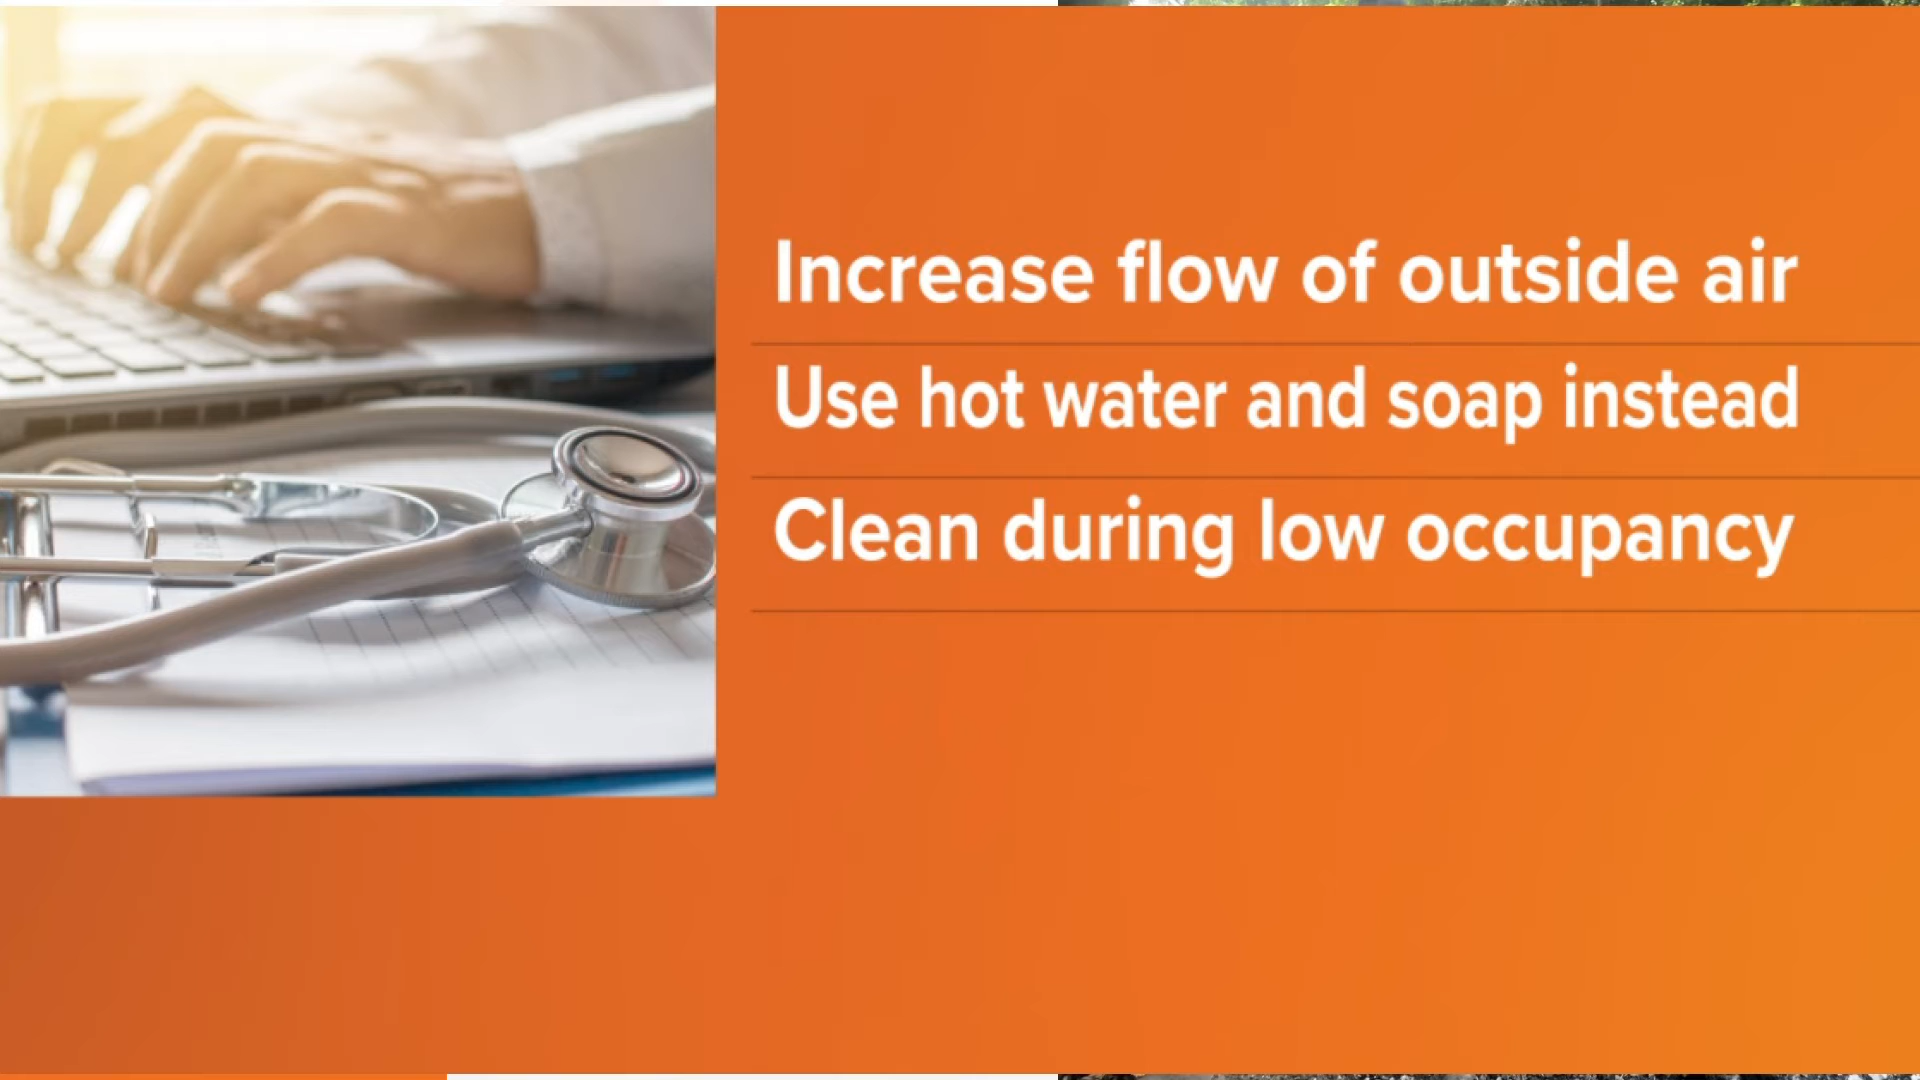 Increase flow of outside air
Use hot water and soap instead
Clean during low occupancy